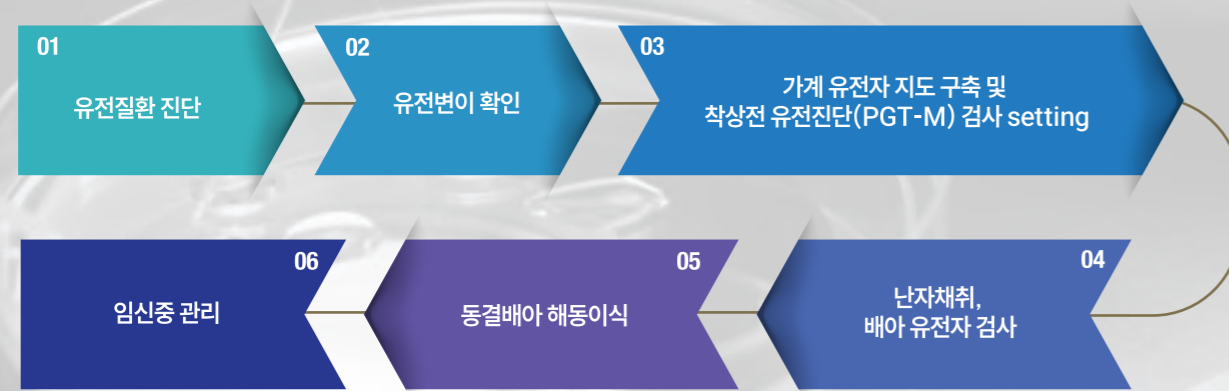 01
유전질환 진단
02
유전변이 확인
03
가계 유전자 지도 구축 및
착상전 유전진단(PGT-M) 검사 setting
04
난자채취,
배아 유전자 검사
05
동결배아 해동이식
06
임신중 관리